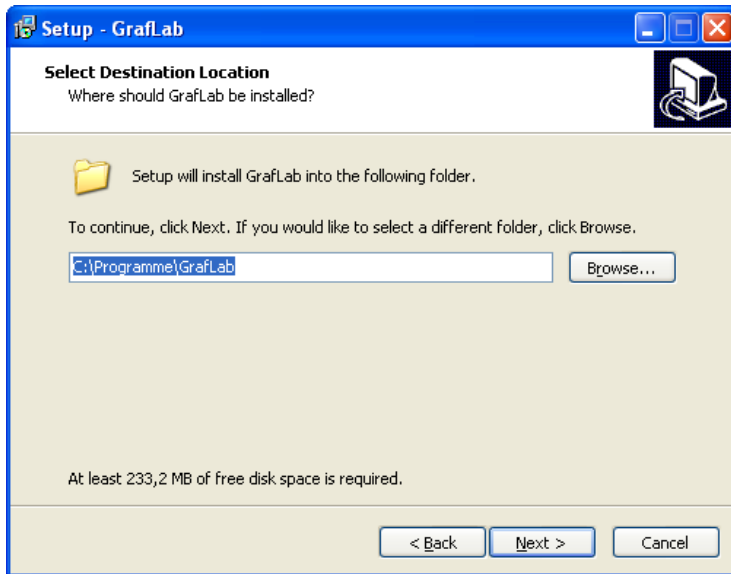 Setup - GrafLab
Select Destination Location
Where should GrafLab be installed?
Setup will install GrafLab into the following folder.
To continue, click Next. If you would like to select a different folder, click Browse.
C:\Programme\GrafLab
Browse...
At least 233,2 MB of free disk space is required.
< Back
Next >
Cancel